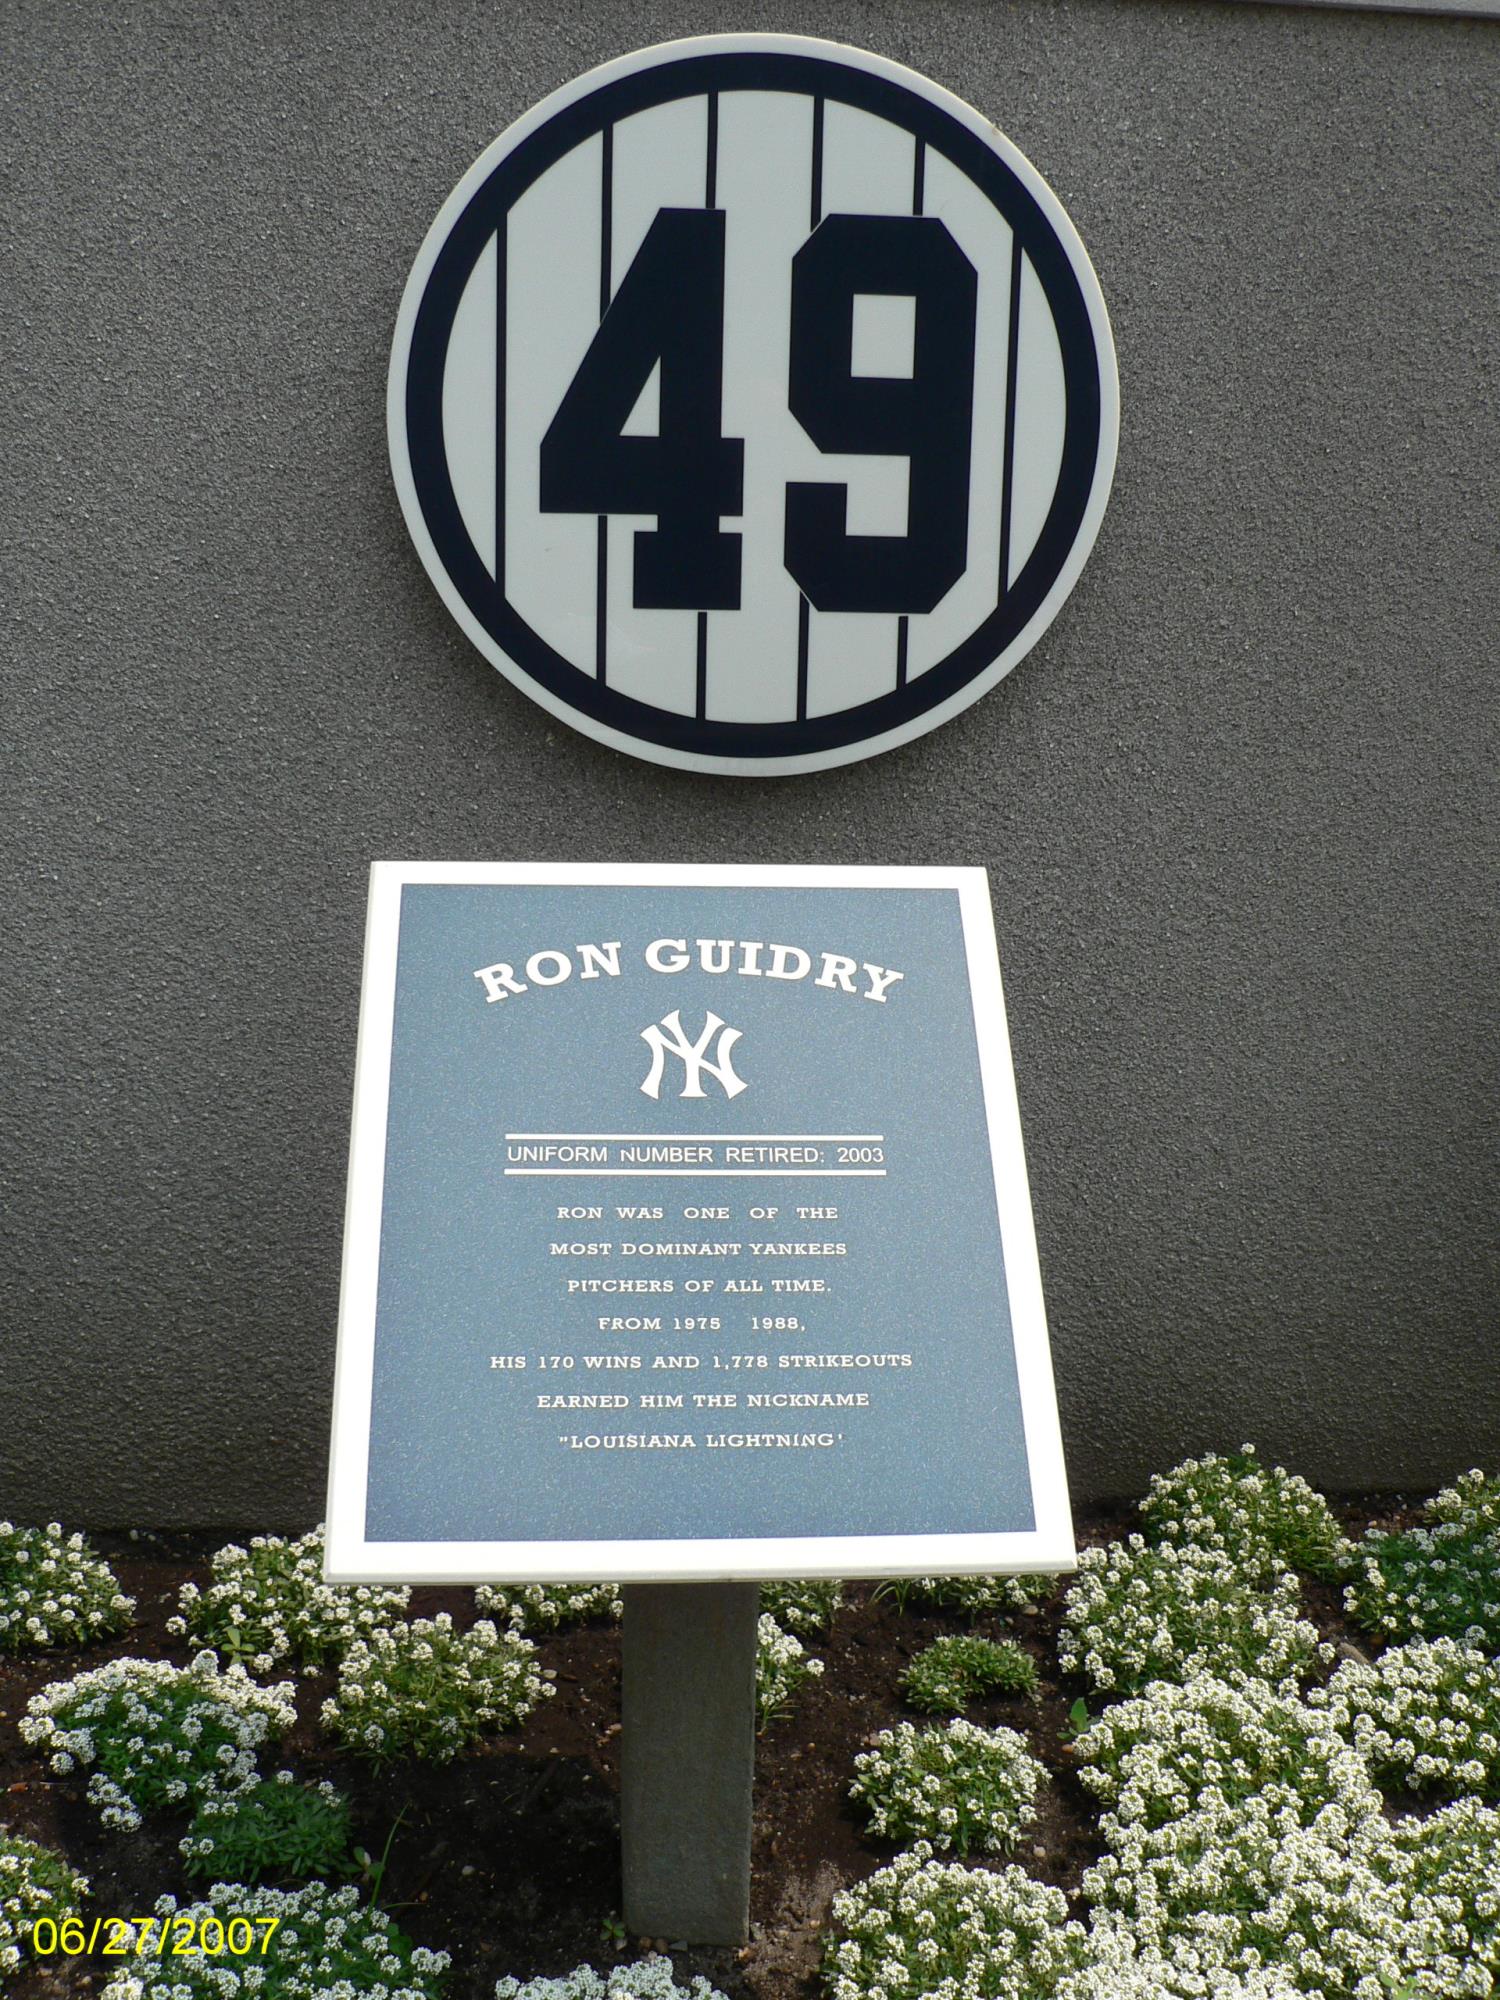 49
RON GUIDRY
NY
UNIFORM NUMBER RETIRED: 2003
RON WAS ONE OF THE
MOST DOMINANT YANKEES
PITCHERS OF ALL TIME.
FROM 1975 1988,
HIS 170 WINS AND 1,778 STRIKEOUTS
EARNED HIM THE NICKNAME
"LOUISIANA LIGHTNING'
06/27/2007